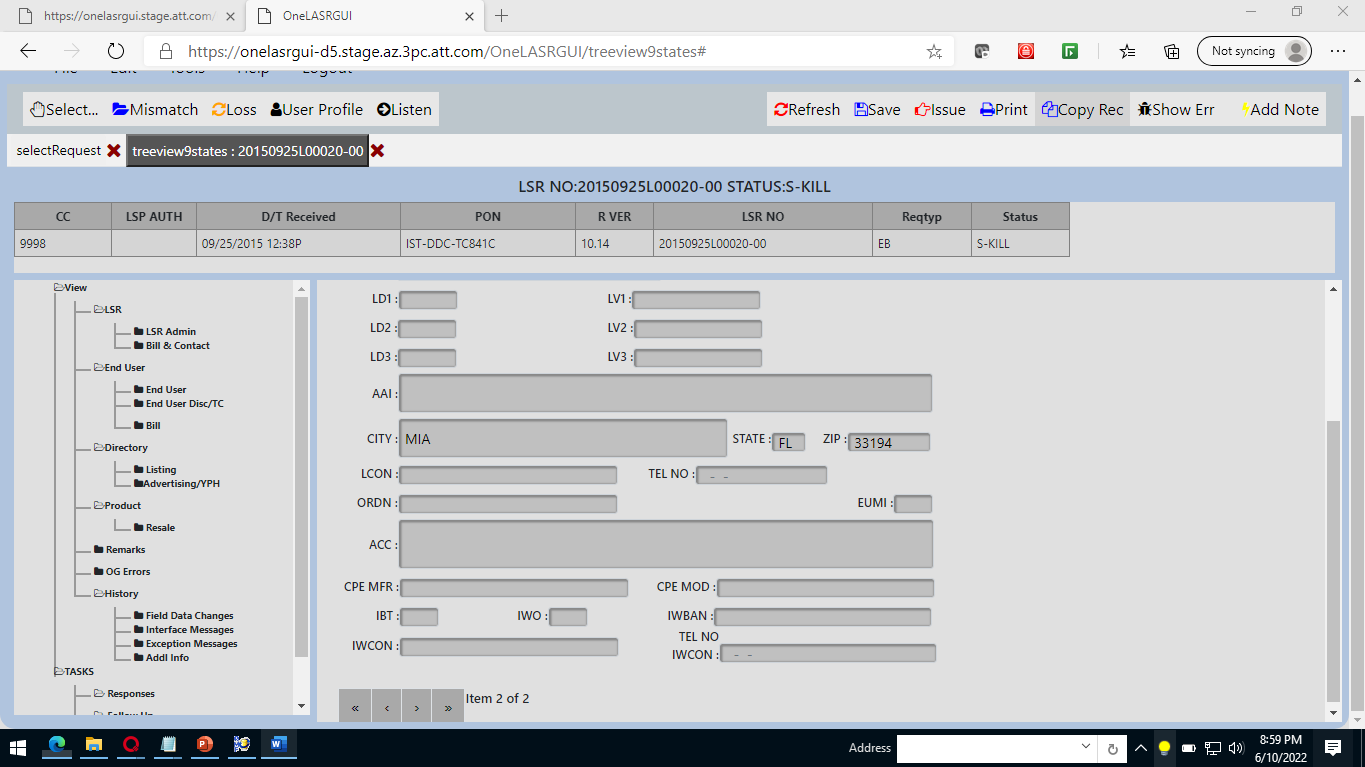 https://onelasrgui.stage.att.com/
OneLASRGUI
https://onelasrgui-d5.stage.az.3pc.att.com/OneLASRGUI/treeview9states#
Not syncing
File Edit Tools Help Logout
Select... Mismatch Loss User Profile Listen
Refresh Save Issue Print Copy Rec Show Err Add Note
selectRequest
treeview9states : 20150925L00020-00
LSR NO:20150925L00020-00 STATUS:S-KILL
CC LSP AUTH D/T Received PON R VER LSR NO Reqtyp Status
9998 09/25/2015 12:38P IST-DDC-TC841C 10.14 20150925L00020-00 EB S-KILL
View
LSR
LSR Admin
Bill & Contact
End User
End User
End User Disc/TC
Bill
Directory
Listing
Advertising/YPH
Product
Resale
Remarks
OG Errors
History
Field Data Changes
Interface Messages
Exception Messages
Addl Info
TASKS
Responses
Follow Up
LD1 : LV1 :
LD2 : LV2 :
LD3 : LV3 :
AAI :
CITY : MIA STATE : FL ZIP : 33194
LCON : TEL NO : - -
ORDN : EUMI :
ACC :
CPE MFR : CPE MOD :
IBT : IWO : IWBAN :
IWCON : TEL NO
IWCON : - -
« ‹ › » Item 2 of 2
Address
8:59 PM
6/10/2022